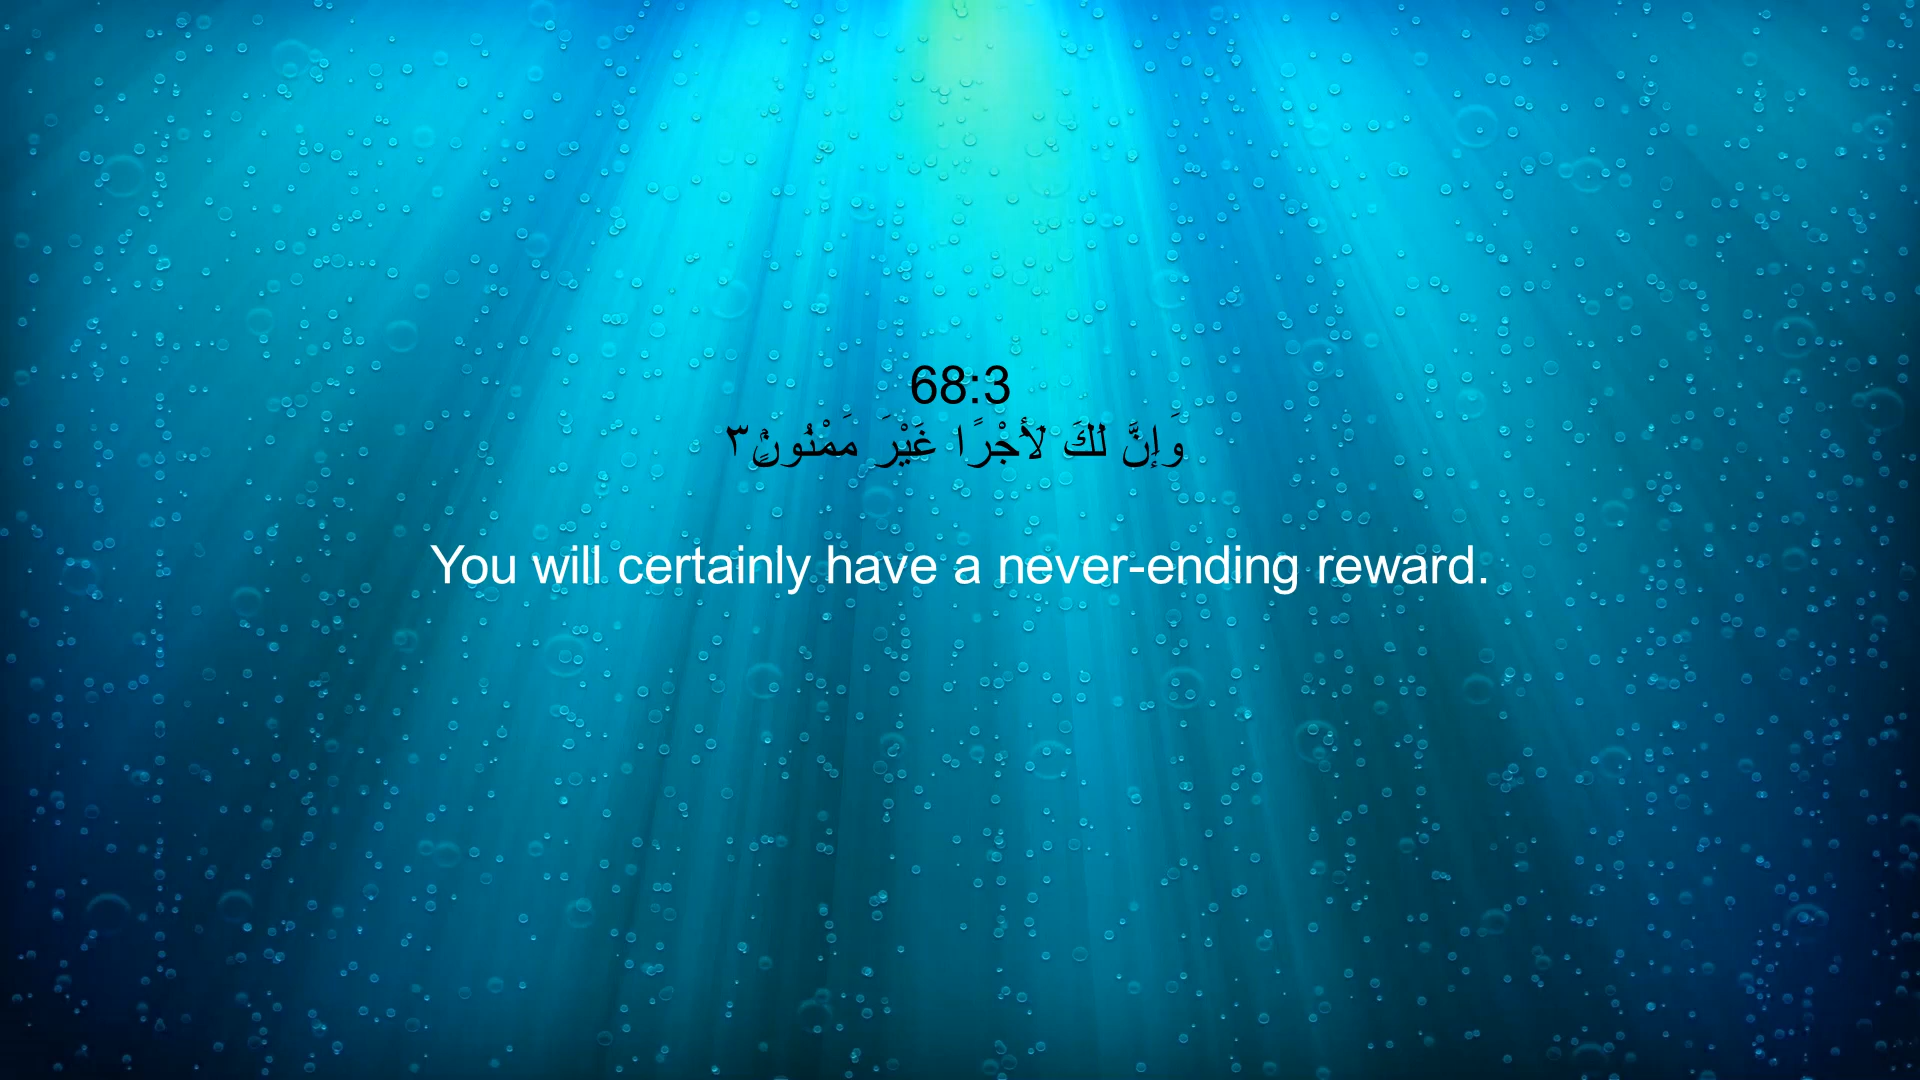 68:3
وَإِنَّ لَكَ لَأَجْرًا غَيْرَ مَمْنُونٍۢ ٣
You will certainly have a never-ending reward.